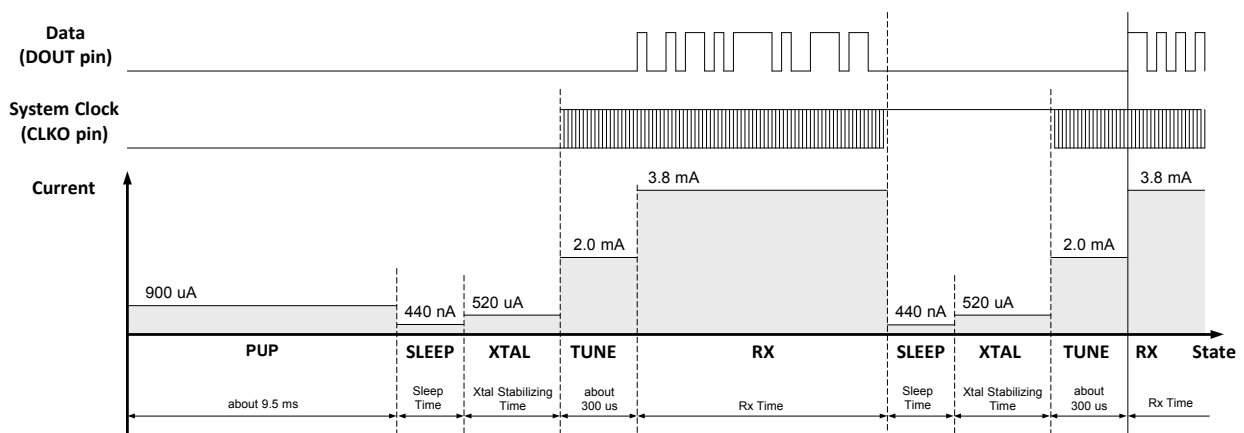 Data
(DOUT pin)
System Clock
(CLKO pin)
Current
3.8 mA
3.8 mA
2.0 mA
2.0 mA
900 uA
440 nA
520 uA
440 nA
520 uA
PUP
SLEEP
XTAL
TUNE
RX
SLEEP
XTAL
TUNE
RX
State
about 9.5 ms
Sleep
Time
Xtal Stabilizing
Time
about
300 us
Rx Time
Sleep
Time
Xtal Stabilizing
Time
about
300 us
Rx Time